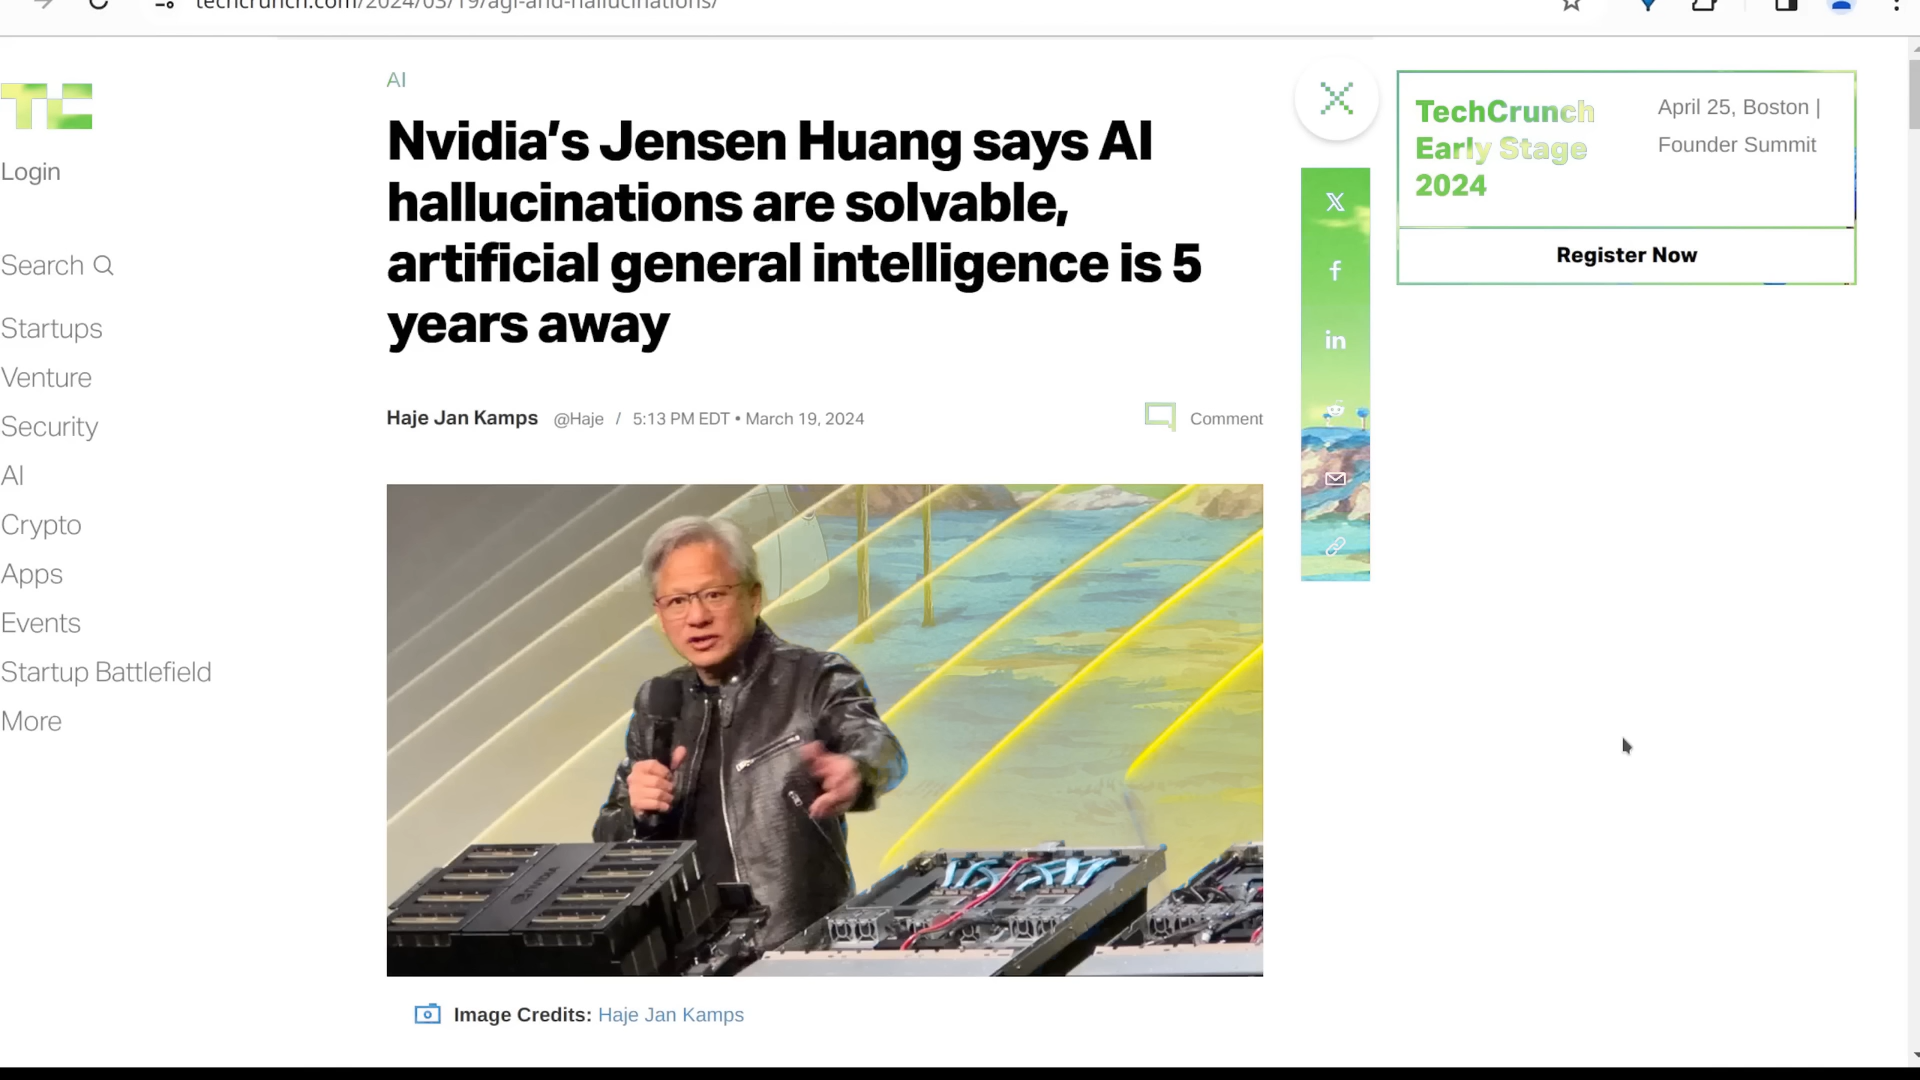 techcrunch.com/2024/03/19/agi-and-hallucinations/
TC
Login
Search
Startups
Venture
Security
AI
Crypto
Apps
Events
Startup Battlefield
More
AI
Nvidia’s Jensen Huang says AI
hallucinations are solvable,
artificial general intelligence is 5
years away
Haje Jan Kamps @Haje / 5:13 PM EDT • March 19, 2024
Comment
NVIDIA
Image Credits: Haje Jan Kamps
X
f
in
TechCrunch
Early Stage
2024
April 25, Boston |
Founder Summit
Register Now